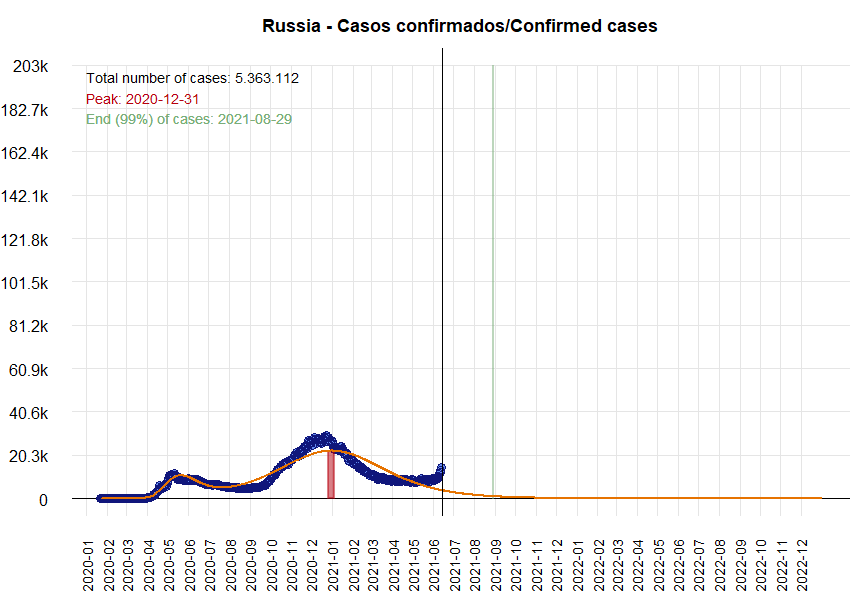 Russia - Casos confirmados/Confirmed cases
203k
Total number of cases: 5.363.112
Peak: 2020-12-31
182.7k
End (99%) of cases: 2021-08-29
162.4k
142.1k
121.8k
101.5k
81.2k
60.9k
40.6k
20.3k
0
2020-01
2020-02
2020-03
2020-04
2020-05
2020-06
2020-07
2020-08
2020-09
2020-10
2020-11
2020-12
2021-01
2021-02
2021-03
2021-04
2021-05
2021-06
2021-07
2021-08
2021-09
2021-10
2021-11
2021-12
2022-01
2022-02
2022-03
2022-04
2022-05
2022-06
2022-07
2022-08
2022-09
2022-10
2022-11
2022-12